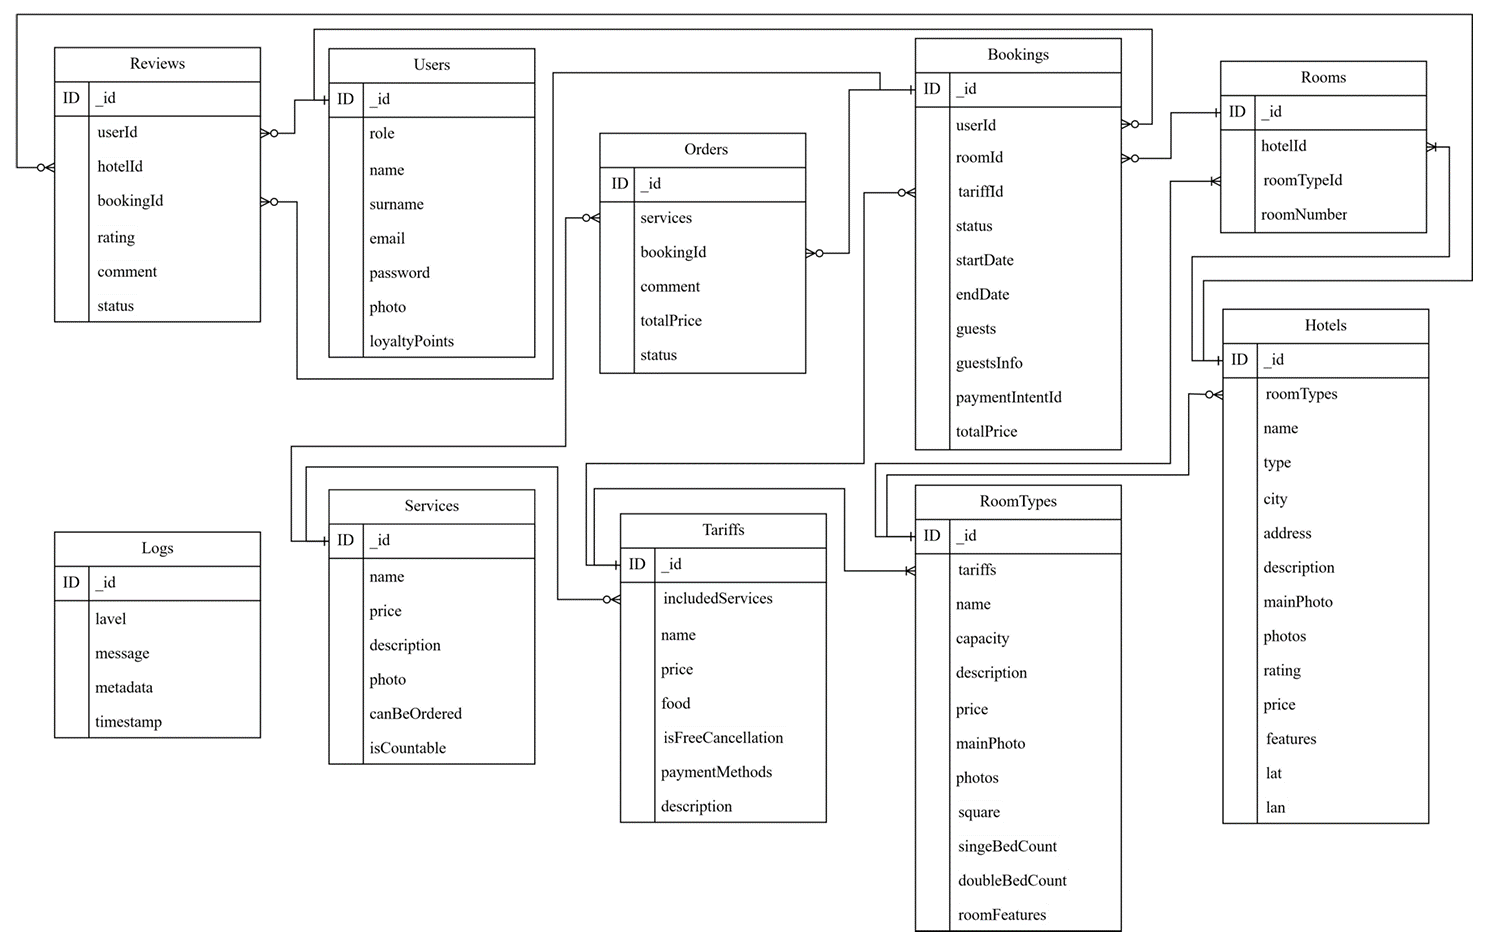 Reviews
ID _id
userId
hotelId
bookingId
rating
comment
status
Users
ID _id
role
name
surname
email
password
photo
loyaltyPoints
Orders
ID _id
services
bookingId
comment
totalPrice
status
Bookings
ID _id
userId
roomId
tariffId
status
startDate
endDate
guests
guestsInfo
paymentIntentId
totalPrice
Rooms
ID _id
hotelId
roomTypeId
roomNumber
Hotels
ID _id
roomTypes
name
type
city
address
description
mainPhoto
photos
rating
price
features
lat
lan
Logs
ID _id
lavel
message
metadata
timestamp
Services
ID _id
name
price
description
photo
canBeOrdered
isCountable
Tariffs
ID _id
includedServices
name
price
food
isFreeCancellation
paymentMethods
description
RoomTypes
ID _id
tariffs
name
capacity
description
price
mainPhoto
photos
square
singeBedCount
doubleBedCount
roomFeatures